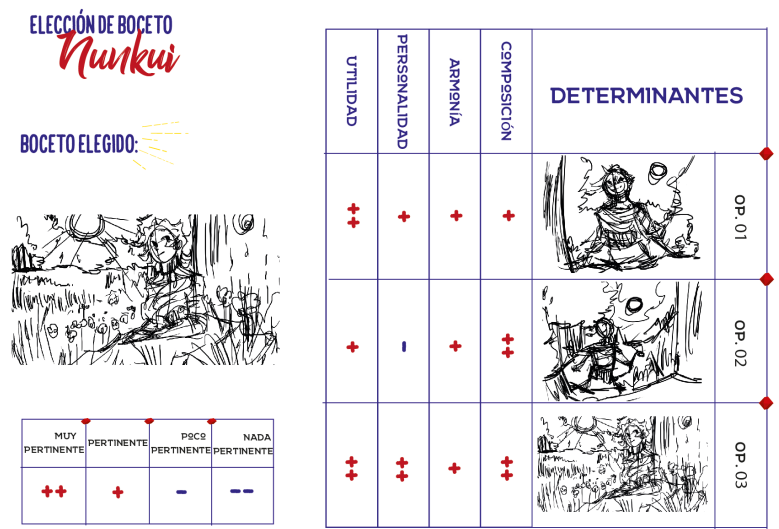 ELECCIÓN DE BOCETO
Nunkui
BOCETO ELEGIDO:
UTILIDAD
PERSONALIDAD
ARMONÍA
COMPOSICIÓN
DETERMINANTES
++
+
+
+
OP. 01
+
-
+
++
OP. 02
++
++
+
++
OP. 03
MUY
PERTINENTE
PERTINENTE
POCO
PERTINENTE
NADA
PERTINENTE
++
+
-
--